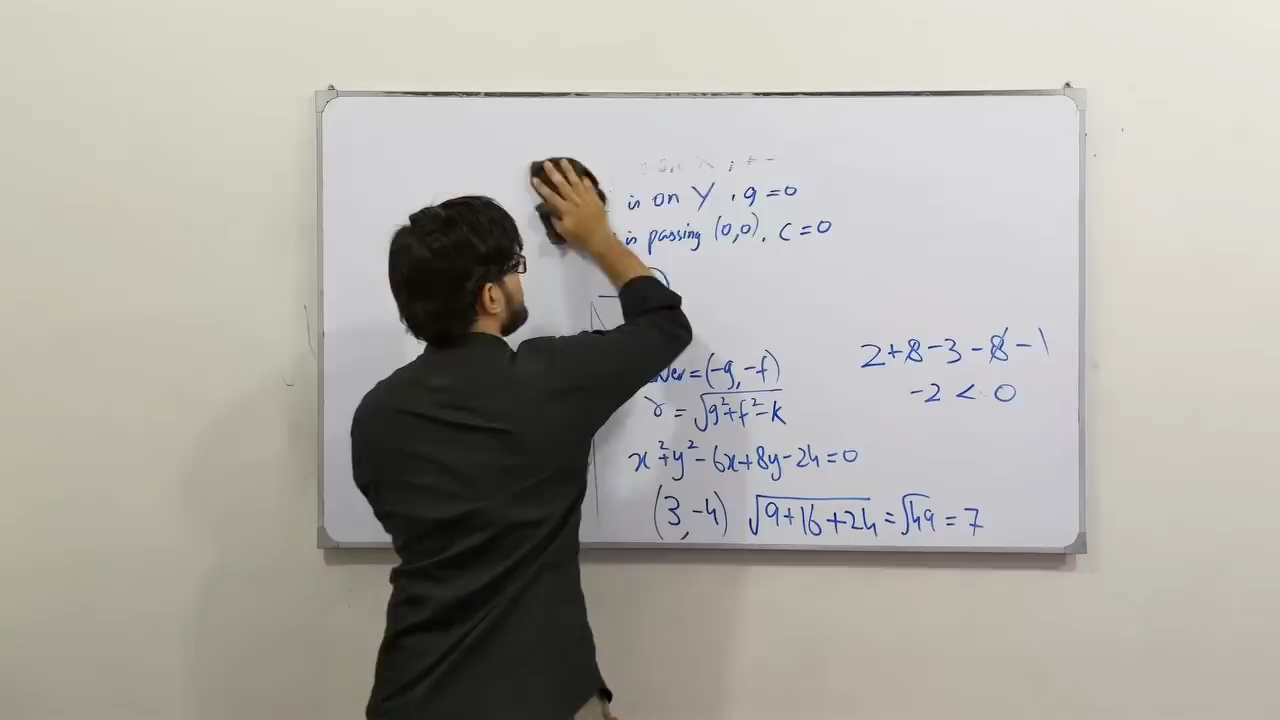 is on Y, g=0
is passing (0,0). C=0
2+8-3-8-1
-2 < 0
=(-g,-f)
r = √g²+f²-k
x²+y²-6x+8y-24=0
(3,-4) √9+16+24 = √49 = 7